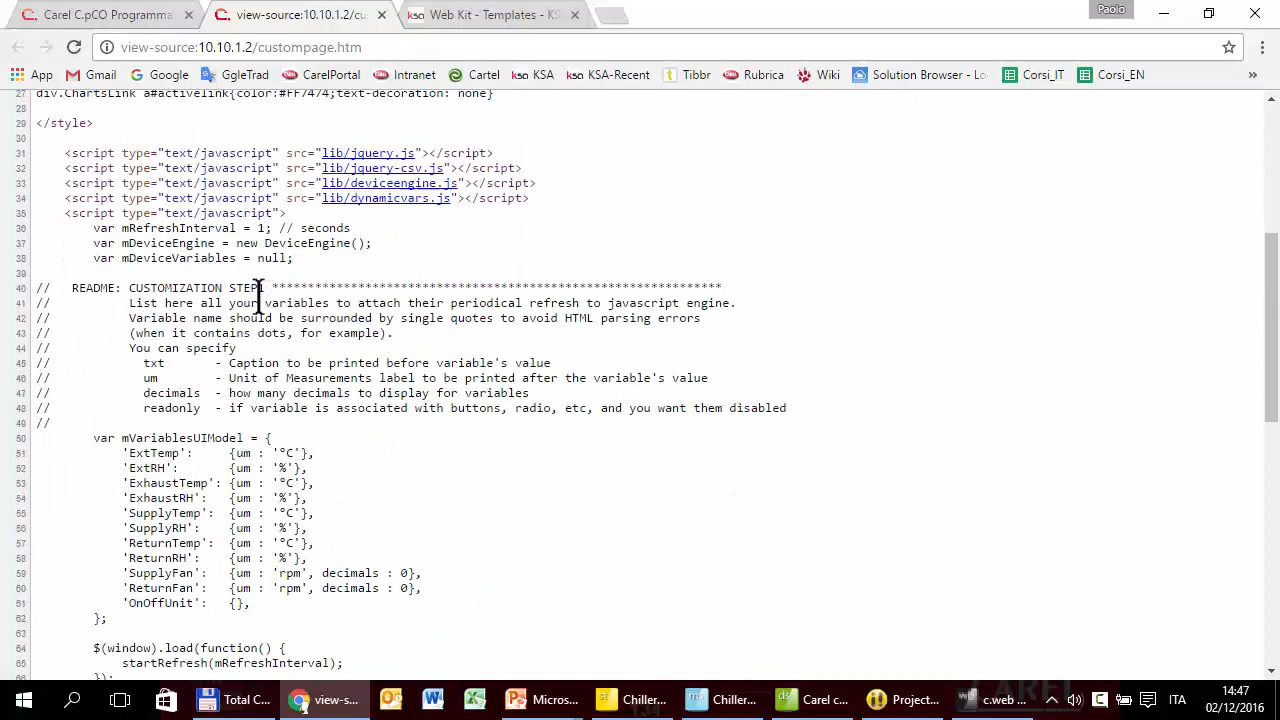 Carel C.pCO Programma
view-source:10.10.1.2/cu
ksa Web Kit - Templates - KS
Paolo
view-source:10.10.1.2/custompage.htm
App Gmail Google GgleTrad CarelPortal Intranet Cartel ksa KSA ksa KSA-Recent Tibbr Rubrica Wiki Solution Browser - Lo Corsi_IT Corsi_EN »
27 div.ChartsLink a#activelink{color:#FF7474;text-decoration: none}
28
29 </style>
30
31 <script type="text/javascript" src="lib/jquery.js"></script>
32 <script type="text/javascript" src="lib/jquery-csv.js"></script>
33 <script type="text/javascript" src="lib/deviceengine.js"></script>
34 <script type="text/javascript" src="lib/dynamicvars.js"></script>
35 <script type="text/javascript">
36 var mRefreshInterval = 1; // seconds
37 var mDeviceEngine = new DeviceEngine();
38 var mDeviceVariables = null;
39
40 // README: CUSTOMIZATION STEP1 ***************************************************************
41 // List here all your variables to attach their periodical refresh to javascript engine.
42 // Variable name should be surrounded by single quotes to avoid HTML parsing errors
43 // (when it contains dots, for example).
44 // You can specify
45 // txt - Caption to be printed before variable's value
46 // um - Unit of Measurements label to be printed after the variable's value
47 // decimals - how many decimals to display for variables
48 // readonly - if variable is associated with buttons, radio, etc, and you want them disabled
49 //
50 var mVariablesUIModel = {
51 'ExtTemp': {um : '°C'},
52 'ExtRH': {um : '%'},
53 'ExhaustTemp': {um : '°C'},
54 'ExhaustRH': {um : '%'},
55 'SupplyTemp': {um : '°C'},
56 'SupplyRH': {um : '%'},
57 'ReturnTemp': {um : '°C'},
58 'ReturnRH': {um : '%'},
59 'SupplyFan': {um : 'rpm', decimals : 0},
60 'ReturnFan': {um : 'rpm', decimals : 0},
61 'OnOffUnit': {},
62 };
63
64 $(window).load(function() {
65 startRefresh(mRefreshInterval);
66 });
Total C... view-s... Micros... Chiller... Chiller... Carel c... Project... c.web ... ITA
14:47
02/12/2016